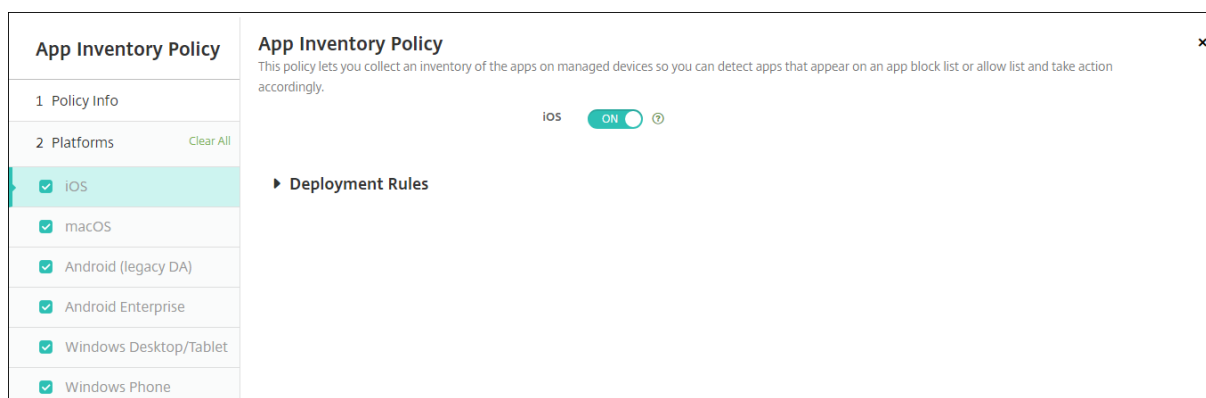 App Inventory Policy
1 Policy Info
2 Platforms Clear All
iOS
macOS
Android (legacy DA)
Android Enterprise
Windows Desktop/Tablet
Windows Phone
App Inventory Policy
This policy lets you collect an inventory of the apps on managed devices so you can detect apps that appear on an app block list or allow list and take action
accordingly.
iOS ON
Deployment Rules